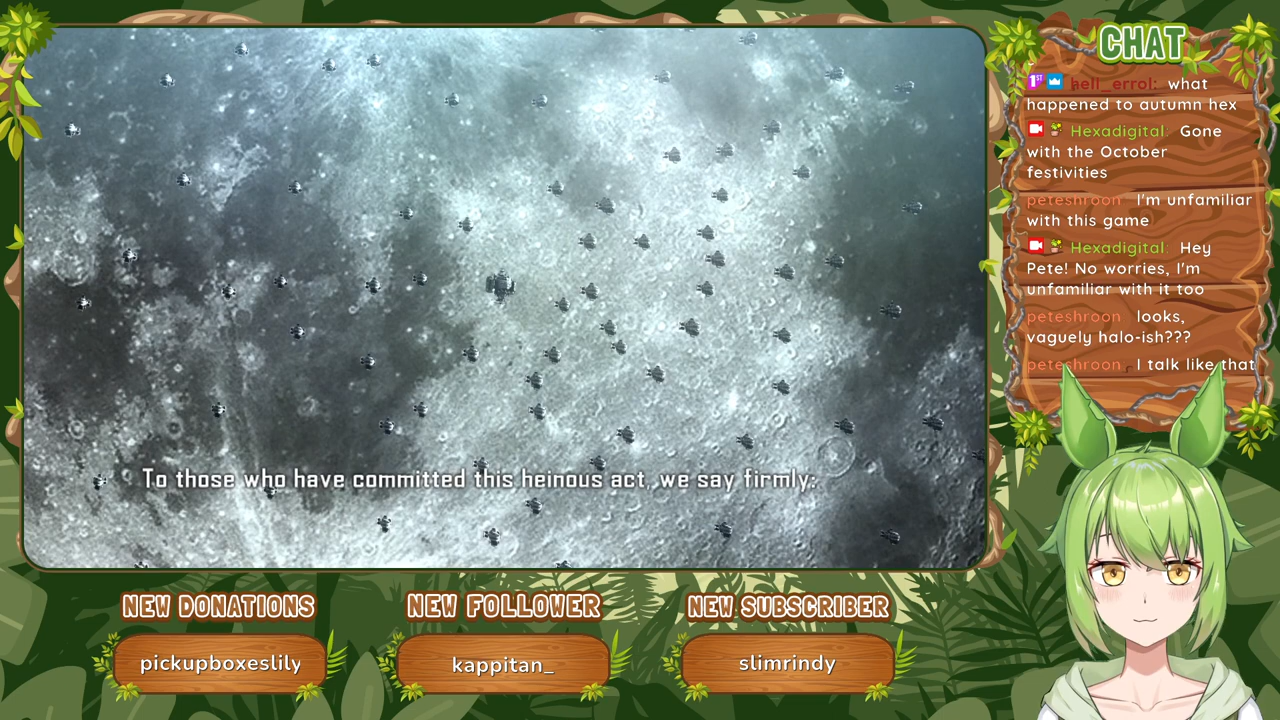 CHAT
hell_errol: what
happened to autumn hex
Hexadigital: Gone
with the October
festivities
peteshroon I'm unfamiliar
with this game
Hexadigital: Hey
Pete! No worries, I'm
unfamiliar with it too
peteshroon looks,
vaguely halo-ish???
peteshroon I talk like that
To those who have committed this heinous act, we say firmly:
NEW DONATIONS
NEW FOLLOWER
NEW SUBSCRIBER
pickupboxeslily
kappitan_
slimrindy